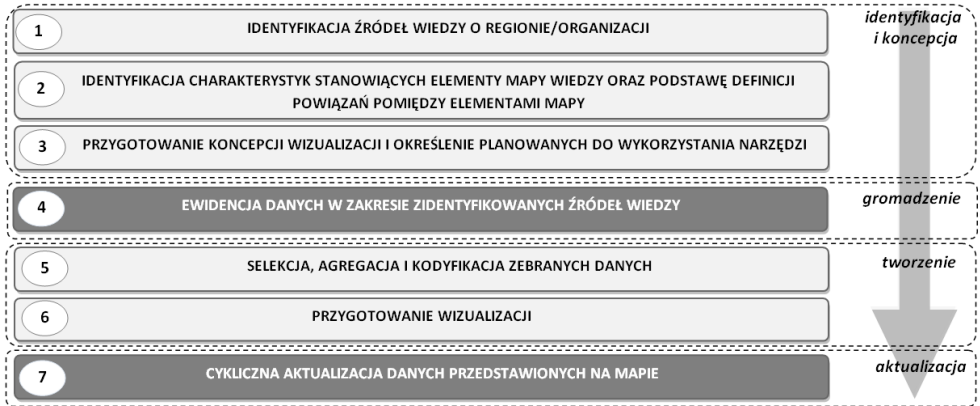 identyfikacja
i koncepcja
1
IDENTYFIKACJA ŹRÓDEŁ WIEDZY O REGIONIE/ORGANIZACJI
2
IDENTYFIKACJA CHARAKTERYSTYK STANOWIĄCYCH ELEMENTY MAPY WIEDZY ORAZ PODSTAWĘ DEFINICJI
POWIĄZAŃ POMIĘDZY ELEMENTAMI MAPY
3
PRZYGOTOWANIE KONCEPCJI WIZUALIZACJI I OKREŚLENIE PLANOWANYCH DO WYKORZYSTANIA NARZĘDZI
gromadzenie
4
EWIDENCJA DANYCH W ZAKRESIE ZIDENTYFIKOWANYCH ŹRÓDEŁ WIEDZY
tworzenie
5
SELEKCJA, AGREGACJA I KODYFIKACJA ZEBRANYCH DANYCH
6
PRZYGOTOWANIE WIZUALIZACJI
aktualizacja
7
CYKLICZNA AKTUALIZACJA DANYCH PRZEDSTAWIONYCH NA MAPIE